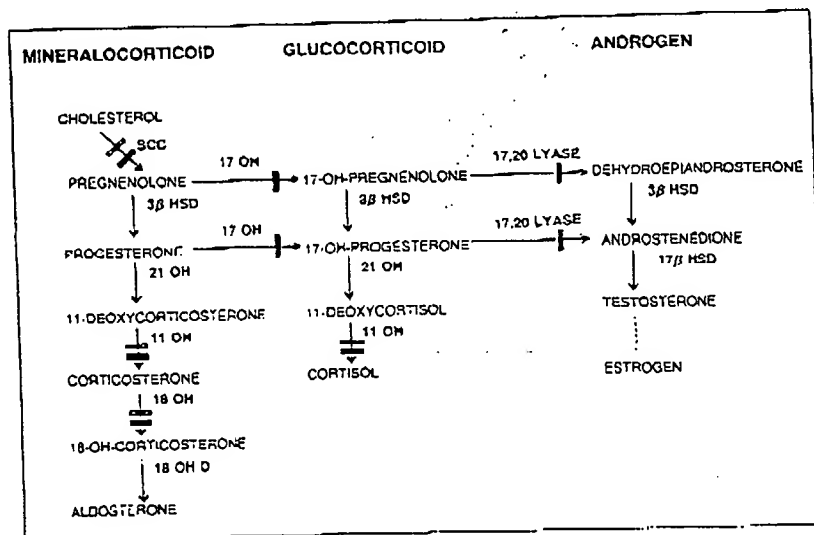 MINERALOCORTICOID GLUCOCORTICOID ANDROGEN
CHOLESTEROL
SCC
17 OH 17,20 LYASE
PREGNENOLONE 17-OH-PREGNENOLONE DEHYDROEPIANDROSTERONE
3β HSD 3β HSD 3β HSD
17 OH 17,20 LYASE
PROGESTERONE 17-OH-PROGESTERONE ANDROSTENEDIONE
21 OH 21 OH 17β HSD
11-DEOXYCORTICOSTERONE 11-DEOXYCORTISOL TESTOSTERONE
11 OH 11 OH
CORTICOSTERONE CORTISOL ESTROGEN
18 OH
18-OH-CORTICOSTERONE
18 OH D
ALDOSTERONE